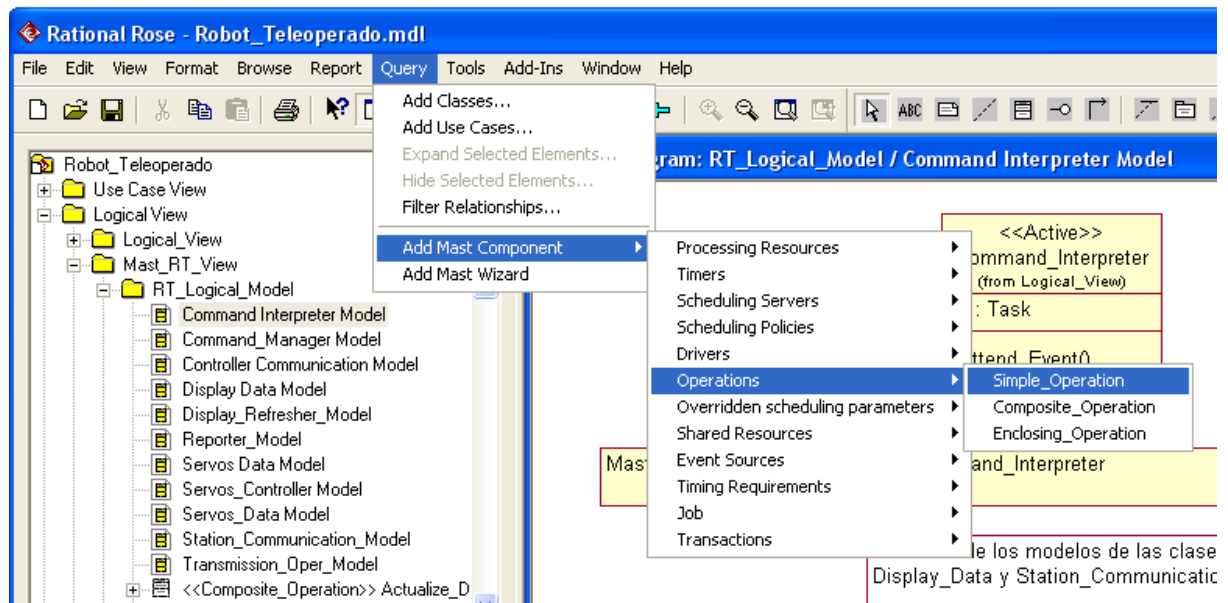 Rational Rose - Robot_Teleoperado.mdl
File Edit View Format Browse Report Query Tools Add-Ins Window Help
ABC
Add Classes...
Add Use Cases...
Expand Selected Elements...
Hide Selected Elements...
Filter Relationships...
Add Mast Component
Add Mast Wizard
Robot_Teleoperado
Use Case View
Logical View
Logical_View
Mast_RT_View
RT_Logical_Model
Command Interpreter Model
Command_Manager Model
Controller Communication Model
Display Data Model
Display_Refresher_Model
Reporter_Model
Servos Data Model
Servos_Controller Model
Servos_Data Model
Station_Communication_Model
Transmission_Oper_Model
<<Composite_Operation>> Actualize_D
RT_Logical_Model / Command Interpreter Model
<<Active>>
(from Logical_View)
: Task
Processing Resources
Timers
Scheduling Servers
Scheduling Policies
Drivers
Operations
Overridden scheduling parameters
Shared Resources
Event Sources
Timing Requirements
Job
Transactions
Simple_Operation
Composite_Operation
Enclosing_Operation
Mas
and_Interpreter
le los modelos de las clase
Display_Data y Station_Communicatio